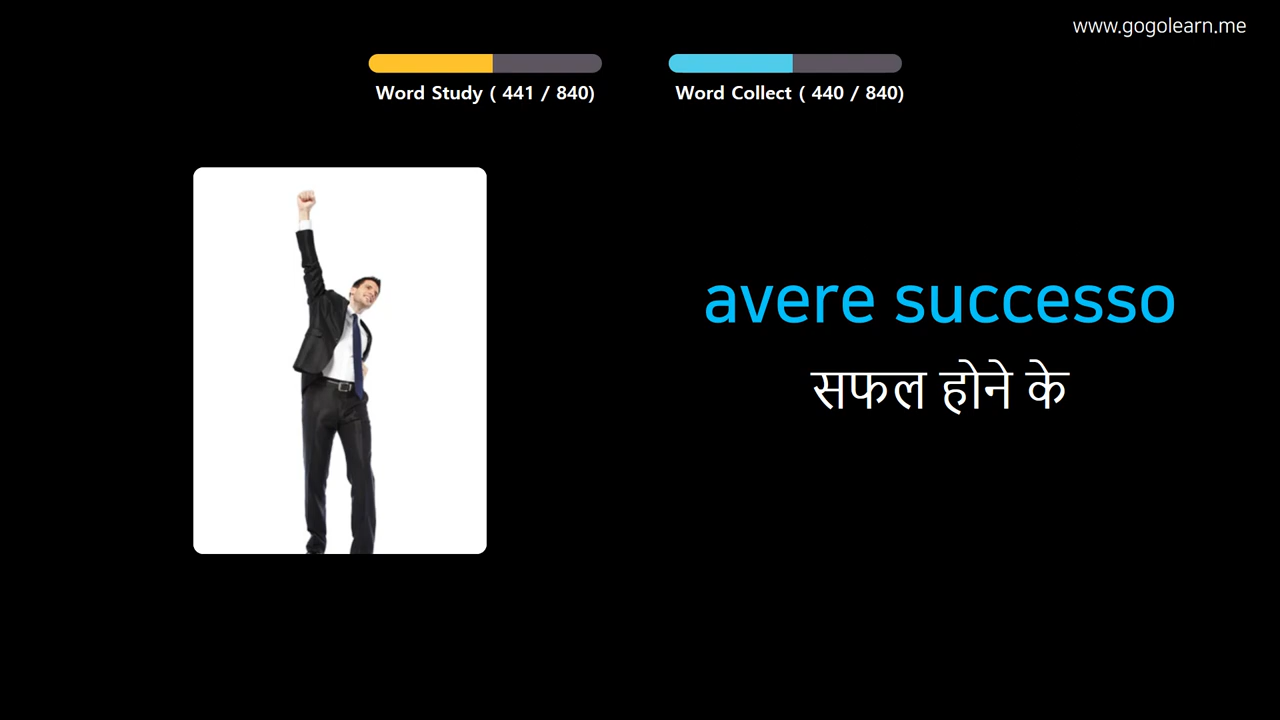 www.gogolearn.me
Word Study ( 441 / 840)
Word Collect ( 440 / 840)
avere successo
सफल होने के